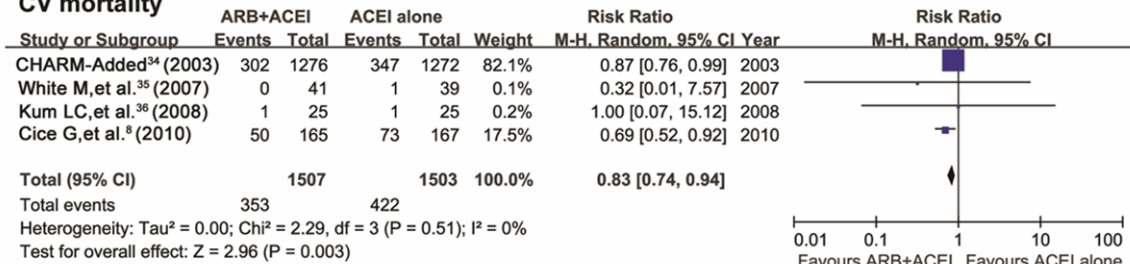 CV mortality
ARB+ACEI ACEI alone Risk Ratio Risk Ratio
Study or Subgroup Events Total Events Total Weight M-H, Random, 95% CI Year M-H, Random, 95% CI
CHARM-Added³⁴ (2003) 302 1276 347 1272 82.1% 0.87 [0.76, 0.99] 2003
White M,et al.³⁵ (2007) 0 41 1 39 0.1% 0.32 [0.01, 7.57] 2007
Kum LC,et al.³⁶ (2008) 1 25 1 25 0.2% 1.00 [0.07, 15.12] 2008
Cice G,et al.⁸ (2010) 50 165 73 167 17.5% 0.69 [0.52, 0.92] 2010
Total (95% CI) 1507 1503 100.0% 0.83 [0.74, 0.94]
Total events 353 422
Heterogeneity: Tau² = 0.00; Chi² = 2.29, df = 3 (P = 0.51); I² = 0%
Test for overall effect: Z = 2.96 (P = 0.003)
0.01 0.1 1 10 100
Favours ARB+ACEI Favours ACEI alone